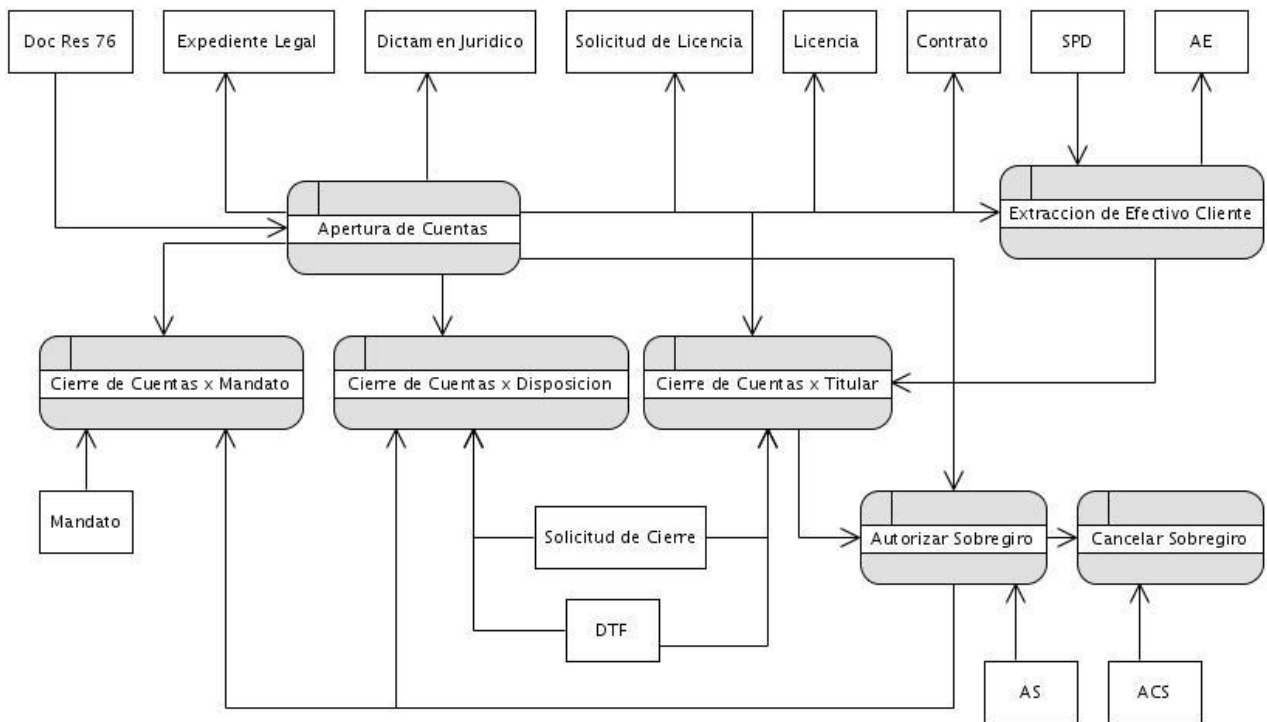 Doc Res 76
Expediente Legal
Dictamen Juridico
Solicitud de Licencia
Licencia
Contrato
SPD
AE
Apertura de Cuentas
Extraccion de Efectivo Cliente
Cierre de Cuentas x Mandato
Cierre de Cuentas x Disposicion
Cierre de Cuentas x Titular
Mandato
Solicitud de Cierre
Autorizar Sobregiro
Cancelar Sobregiro
DTF
AS
ACS